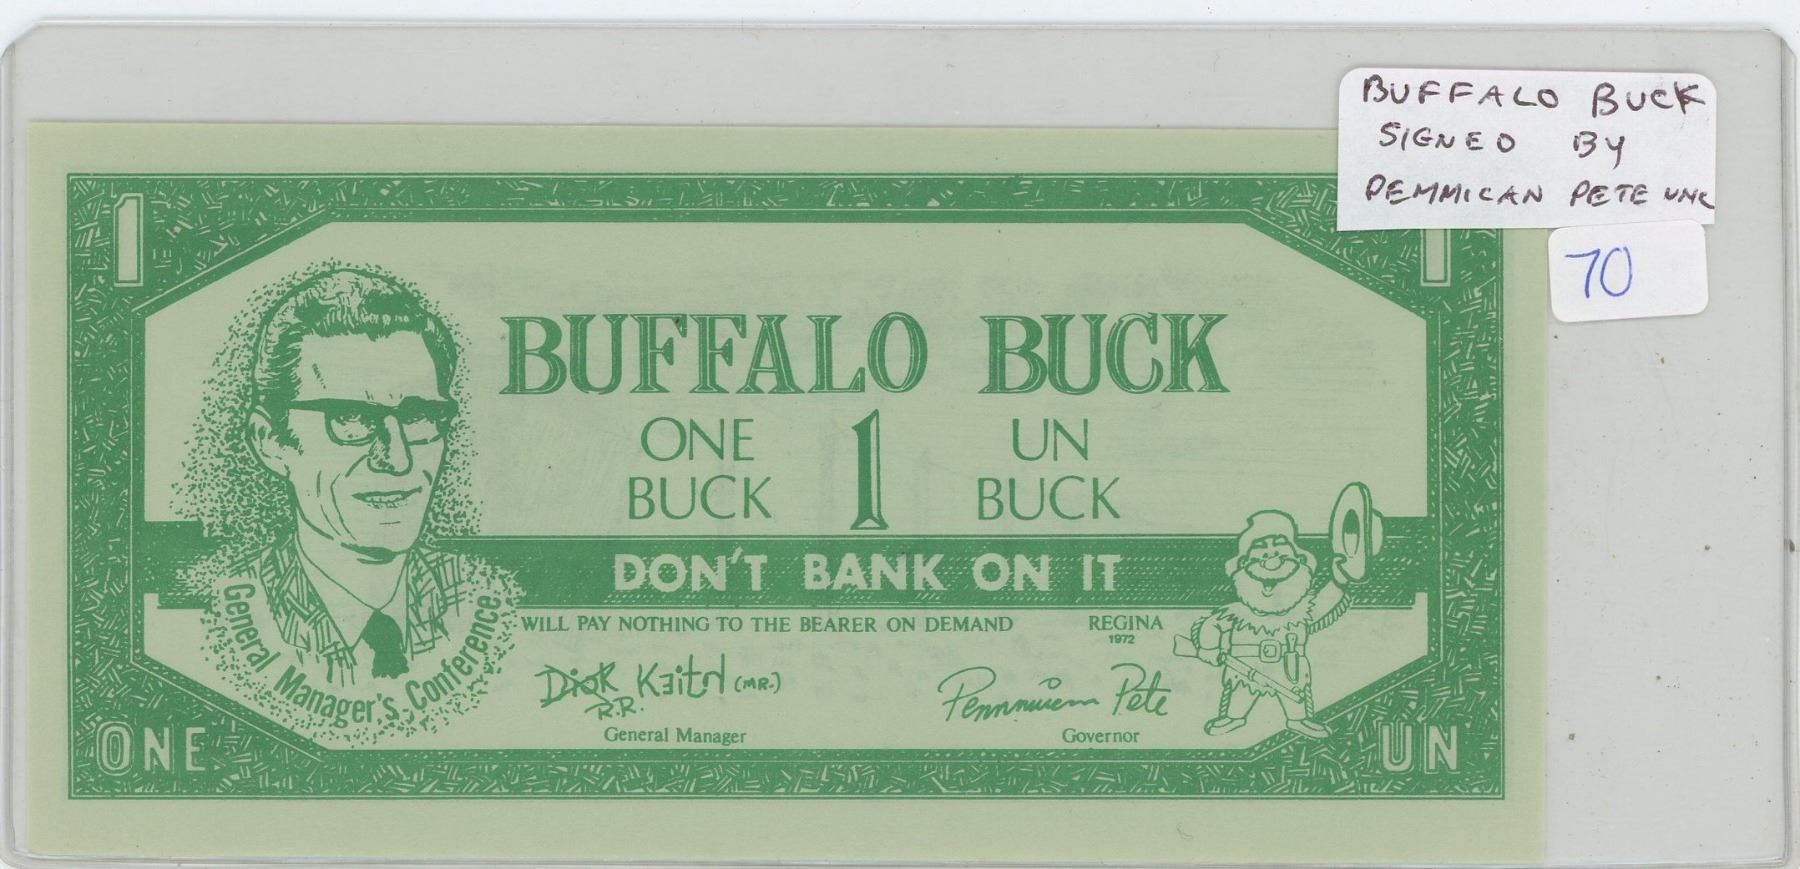 BUFFALO BUCK
SIGNED BY
PEMMICAN PETE UNC
70
1
1
BUFFALO BUCK
ONE BUCK
1
UN BUCK
DON'T BANK ON IT
WILL PAY NOTHING TO THE BEARER ON DEMAND
REGINA
1972
General Manager's Conference
Dick Keith (MR.)
R.R.
General Manager
Pemmican Pete
Governor
ONE
UN